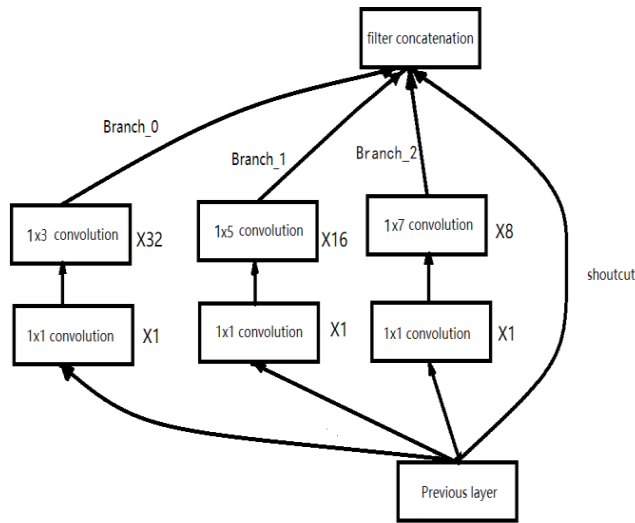 filter concatenation
Branch_0
Branch_1
Branch_2
1x3 convolution
X32
1x5 convolution
X16
1x7 convolution
X8
shoutcut
1x1 convolution
X1
1x1 convolution
X1
1x1 convolution
X1
Previous layer